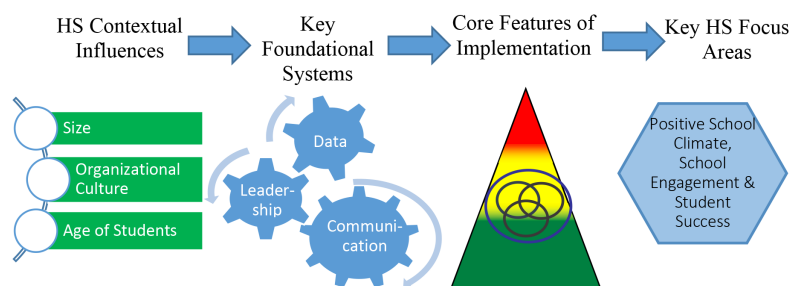 HS Contextual
Influences
Key
Foundational
Systems
Core Features of
Implementation
Key HS Focus
Areas
Size
Organizational
Culture
Age of Students
Data
Leader-
ship
Communi-
cation
Positive School
Climate,
School
Engagement &
Student
Success